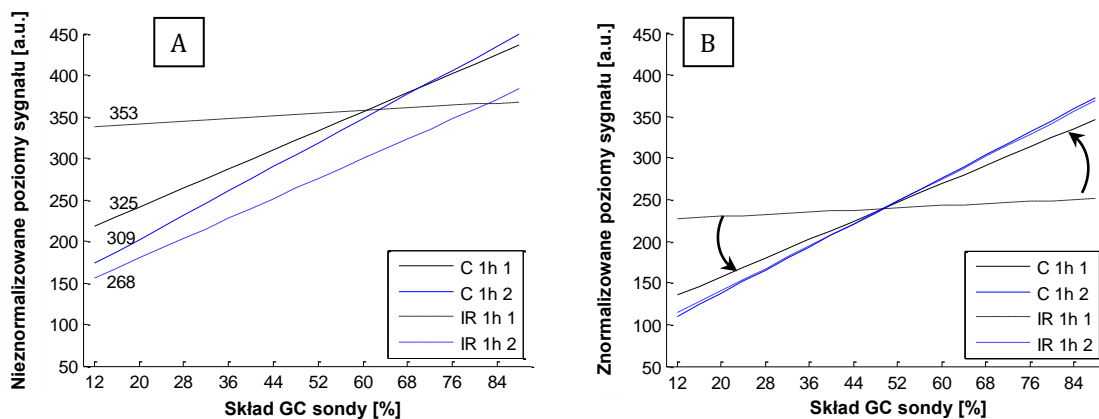 A
Nieznormalizowane poziomy sygnału [a.u.]
450
400
350
300
250
200
150
100
50
353
325
309
268
C 1h 1
C 1h 2
IR 1h 1
IR 1h 2
12 20 28 36 44 52 60 68 76 84
Skład GC sondy [%]
B
Znormalizowane poziomy sygnału [a.u.]
450
400
350
300
250
200
150
100
50
C 1h 1
C 1h 2
IR 1h 1
IR 1h 2
12 20 28 36 44 52 60 68 76 84
Skład GC sondy [%]